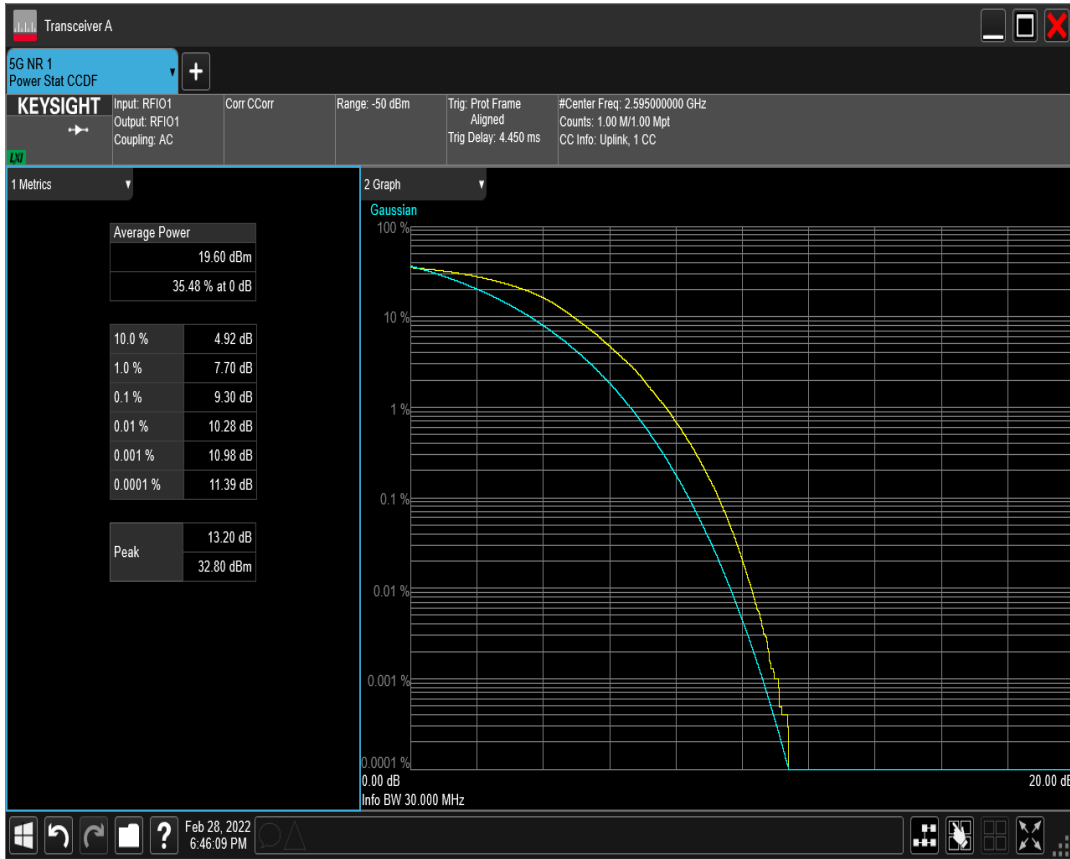 Transceiver A
5G NR 1
Power Stat CCDF
+
KEYSIGHT
LXI
Input: RFIO1
Output: RFIO1
Coupling: AC
Corr CCorr
Range: -50 dBm
Trig: Prot Frame
Aligned
Trig Delay: 4.450 ms
#Center Freq: 2.595000000 GHz
Counts: 1.00 M/1.00 Mpt
CC Info: Uplink, 1 CC
1 Metrics
Average Power
19.60 dBm
35.48 % at 0 dB
10.0 % 4.92 dB
1.0 % 7.70 dB
0.1 % 9.30 dB
0.01 % 10.28 dB
0.001 % 10.98 dB
0.0001 % 11.39 dB
Peak
13.20 dB
32.80 dBm
2 Graph
Gaussian
100 %
10 %
1 %
0.1 %
0.01 %
0.001 %
0.0001 %
0.00 dB 20.00 dB
Info BW 30.000 MHz
?
Feb 28, 2022
6:46:09 PM